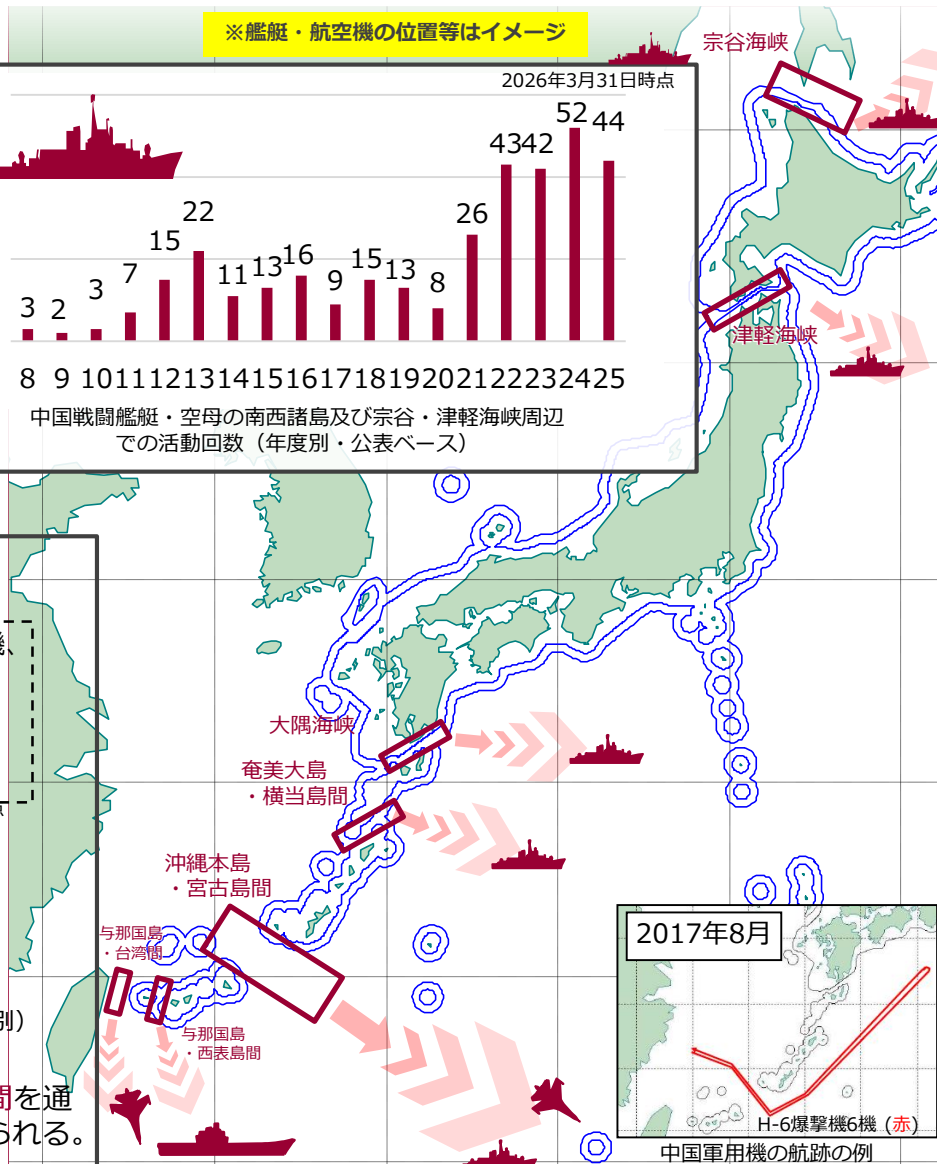 ※艦艇・航空機の位置等はイメージ
宗谷海峡
2026年3月31日時点
3 2 3 7 15 22 11 13 16 9 15 13 8 26 43 42 52 44
8 9 10 11 12 13 14 15 16 17 18 19 20 21 22 23 24 25
中国戦闘艦艇・空母の南西諸島及び宗谷・津軽海峡周辺
での活動回数（年度別・公表ベース）
津軽海峡
大隅海峡
奄美大島
・横当島間
沖縄本島
・宮古島間
与那国島
・台湾間
与那国島
・西表島間
別）
間を通
られる。
2017年8月
H-6爆撃機6機 (赤)
中国軍用機の航跡の例